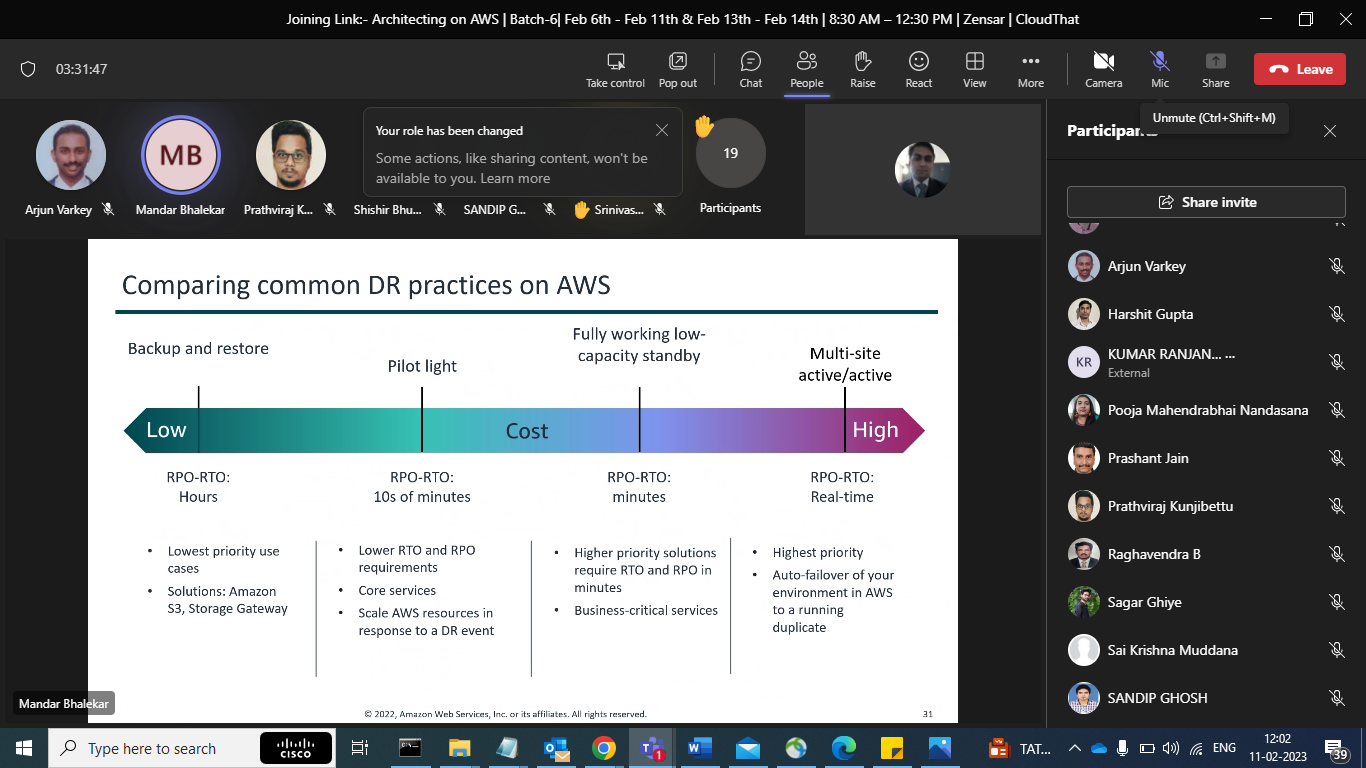 Joining Link:- Architecting on AWS | Batch-6| Feb 6th - Feb 11th & Feb 13th - Feb 14th | 8:30 AM – 12:30 PM | Zensar | CloudThat
03:31:47
Take control
Pop out
Chat
People
Raise
React
View
More
Camera
Mic
Share
Leave
Unmute (Ctrl+Shift+M)
MB
Your role has been changed
Some actions, like sharing content, won't be
available to you. Learn more
19
Arjun Varkey
Mandar Bhalekar
Prathviraj K...
Shishir Bhu...
SANDIP G...
Srinivas...
Participants
Participants
Share invite
Arjun Varkey
Harshit Gupta
KR
KUMAR RANJAN... ...
External
Pooja Mahendrabhai Nandasana
Prashant Jain
Prathviraj Kunjibettu
Raghavendra B
Sagar Ghiye
Sai Krishna Muddana
SANDIP GHOSH
Comparing common DR practices on AWS
Backup and restore
Pilot light
Fully working low-
capacity standby
Multi-site
active/active
Low
Cost
High
RPO-RTO:
Hours
RPO-RTO:
10s of minutes
RPO-RTO:
minutes
RPO-RTO:
Real-time
• Lowest priority use
cases
• Solutions: Amazon
S3, Storage Gateway
• Lower RTO and RPO
requirements
• Core services
• Scale AWS resources in
response to a DR event
• Higher priority solutions
require RTO and RPO in
minutes
• Business-critical services
• Highest priority
• Auto-failover of your
environment in AWS
to a running
duplicate
Mandar Bhalekar
© 2022, Amazon Web Services, Inc. or its affiliates. All rights reserved.
31
Type here to search
CISCO
1
TAT...
ENG
12:02
11-02-2023
39